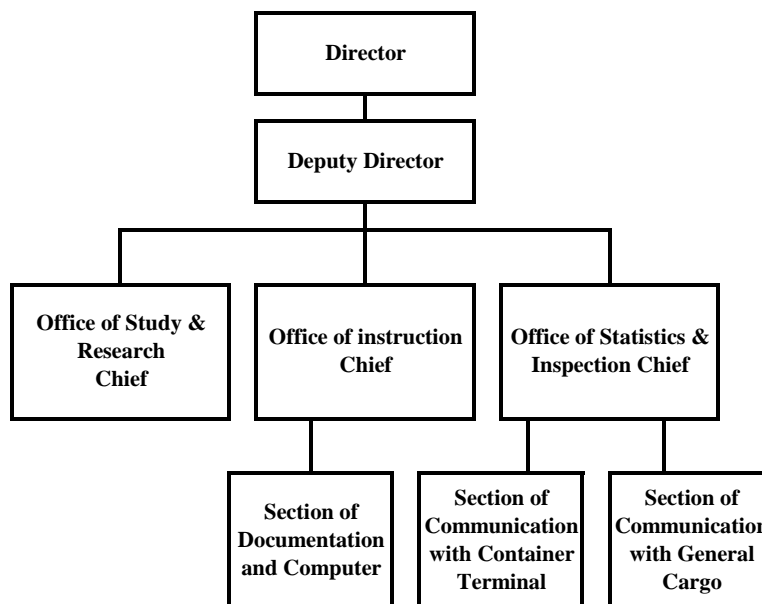 Director
Deputy Director
Office of Study &
Research
Chief
Office of instruction
Chief
Office of Statistics &
Inspection Chief
Section of
Documentation
and Computer
Section of
Communication
with Container
Terminal
Section of
Communication
with General
Cargo